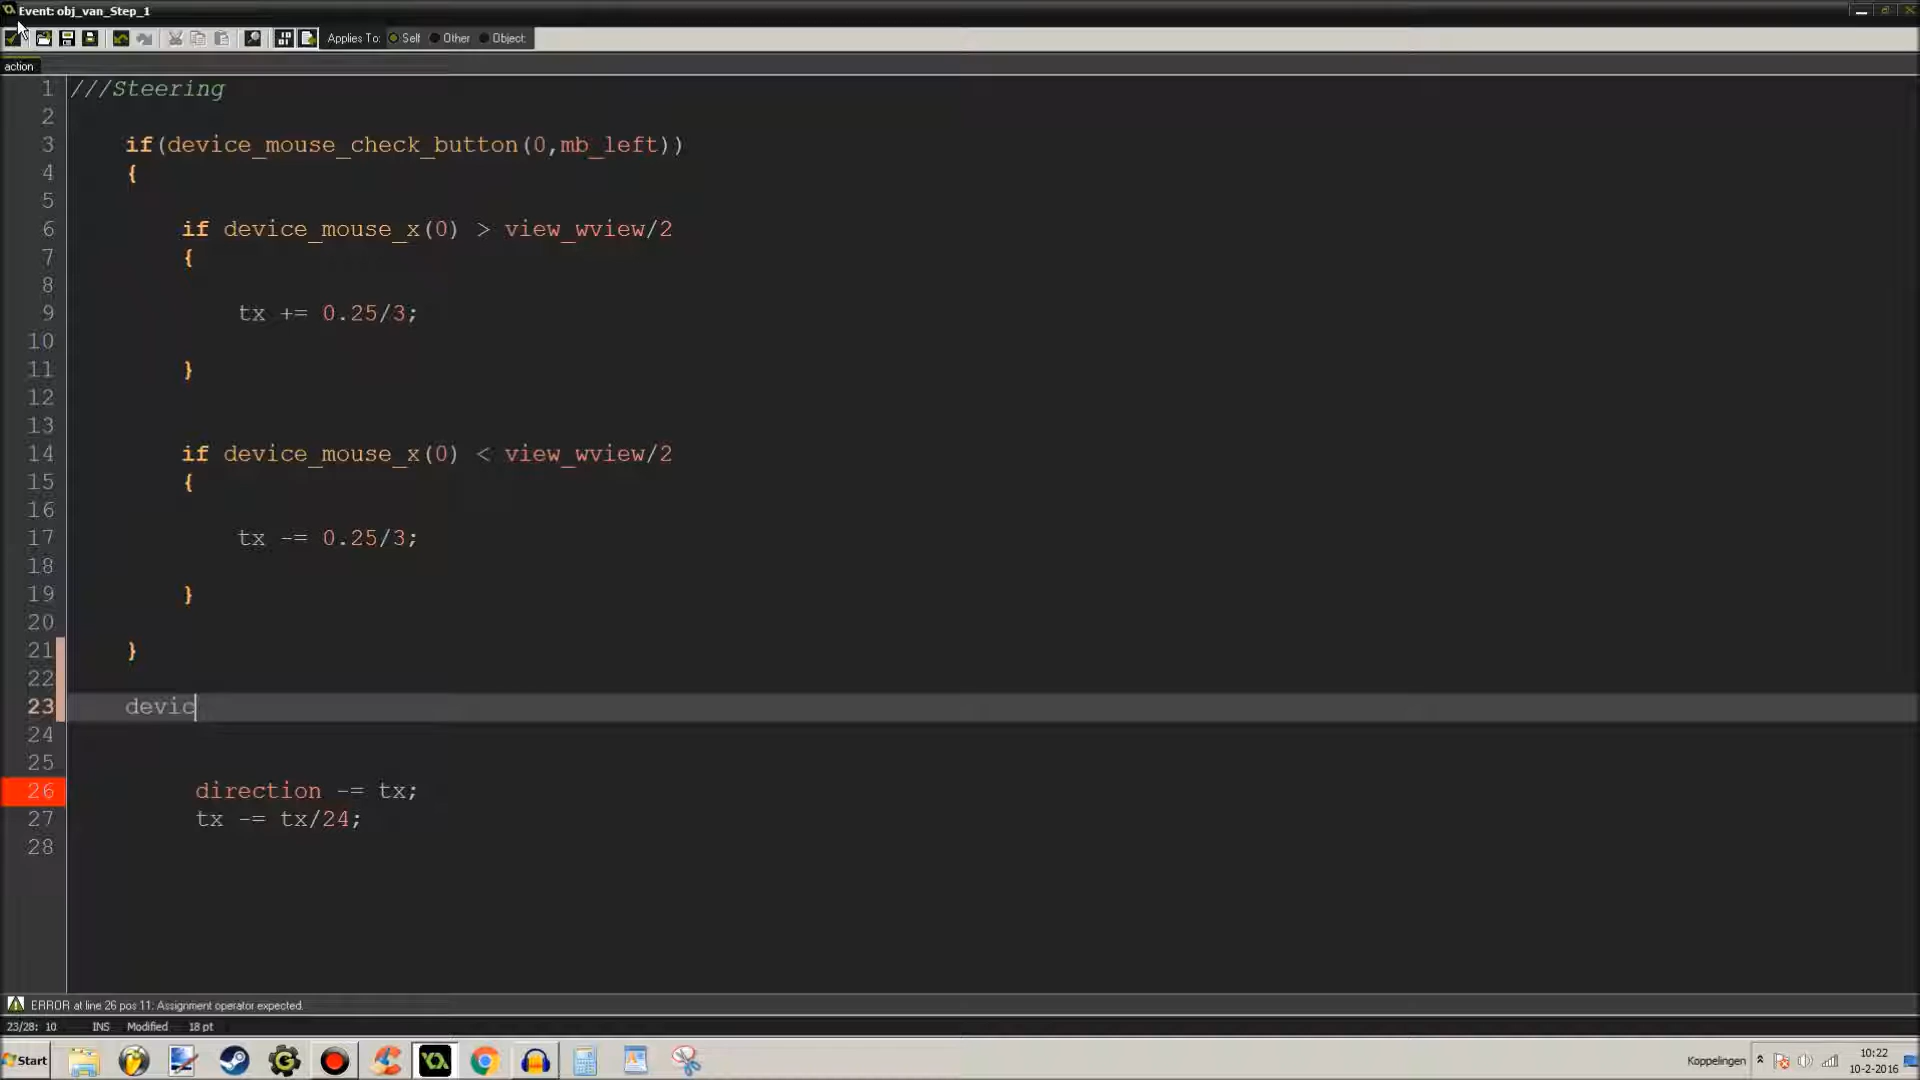 Event: obj_van_Step_1
Applies To: Self Other Object:
action
1 ///Steering
2
3 if(device_mouse_check_button(0,mb_left))
4 {
5
6 if device_mouse_x(0) > view_wview/2
7 {
8
9 tx += 0.25/3;
10
11 }
12
13
14 if device_mouse_x(0) < view_wview/2
15 {
16
17 tx -= 0.25/3;
18
19 }
20
21 }
22
23 devic
24
25
26 direction -= tx;
27 tx -= tx/24;
28
ERROR at line 26 pos 11: Assignment operator expected.
23/28: 10 INS Modified 18 pt
Start Koppelingen 10:22
10-2-2016